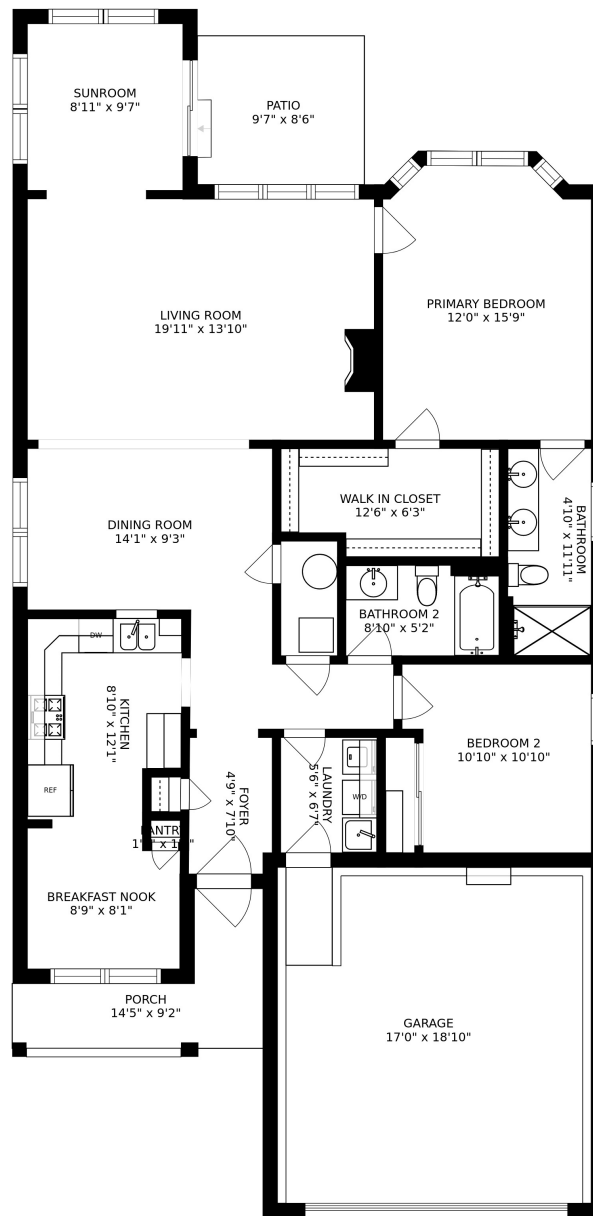 SUNROOM
8'11" x 9'7"
PATIO
9'7" x 8'6"
LIVING ROOM
19'11" x 13'10"
PRIMARY BEDROOM
12'0" x 15'9"
DINING ROOM
14'1" x 9'3"
WALK IN CLOSET
12'6" x 6'3"
BATHROOM
4'10" x 11'11"
BATHROOM 2
8'10" x 5'2"
DW
KITCHEN
8'10" x 12'1"
REF
FOYER
4'9" x 7'10"
LAUNDRY
5'6" x 6'7"
W/D
BEDROOM 2
10'10" x 10'10"
PANTRY
BREAKFAST NOOK
8'9" x 8'1"
PORCH
14'5" x 9'2"
GARAGE
17'0" x 18'10"